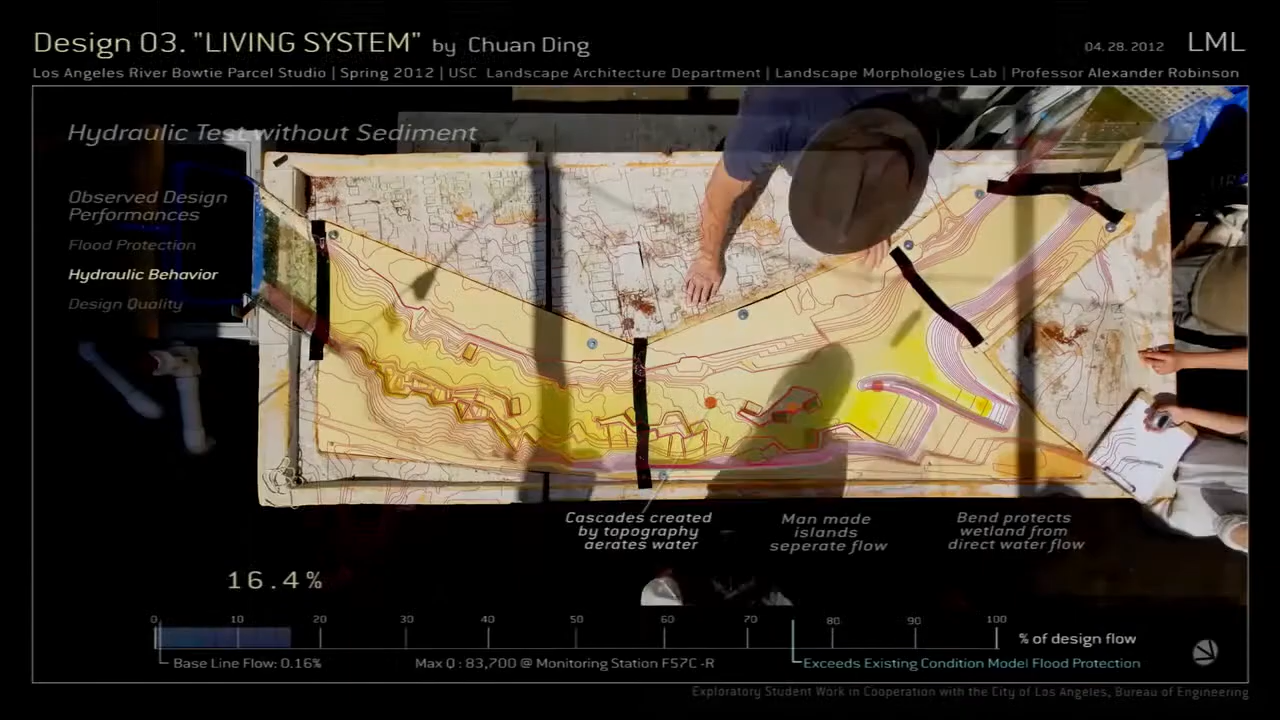 Design 03. "LIVING SYSTEM" by Chuan Ding
04.28.2012 LML
Los Angeles River Bowtie Parcel Studio | Spring 2012 | USC Landscape Architecture Department | Landscape Morphologies Lab | Professor Alexander Robinson
Hydraulic Test without Sediment
Observed Design
Performances
Flood Protection
Hydraulic Behavior
Design Quality
Cascades created
by topography
aerates water
Man made
islands
seperate flow
Bend protects
wetland from
direct water flow
16.4%
0 10 20 30 40 50 60 70 80 90 100
% of design flow
Base Line Flow: 0.16%
Max Q : 83,700 @ Monitoring Station F57C -R
Exceeds Existing Condition Model Flood Protection
Exploratory Student Work in Cooperation with the City of Los Angeles, Bureau of Engineering